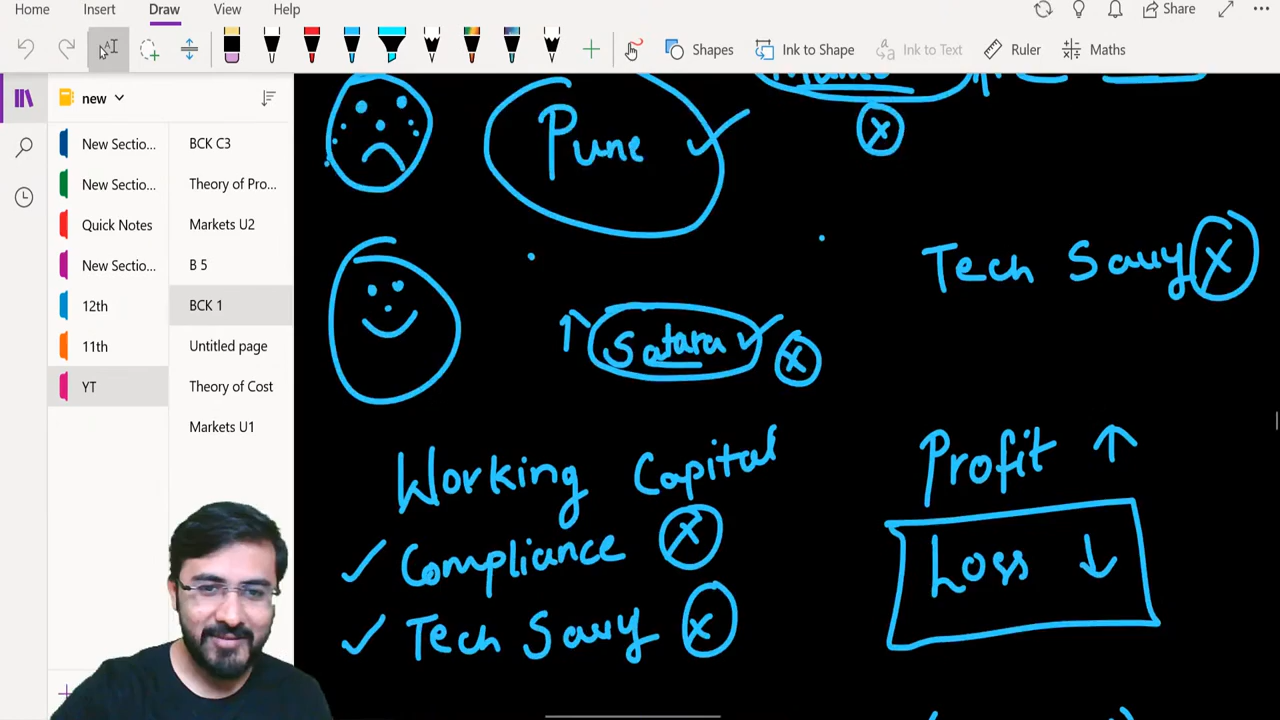 Home Insert Draw View Help
Share
Shapes
Ink to Shape
Ink to Text
Ruler
Maths
new
New Sectio...
New Sectio...
Quick Notes
New Sectio...
12th
11th
YT
BCK C3
Theory of Pro...
Markets U2
B 5
BCK 1
Untitled page
Theory of Cost
Markets U1
Pune ✓
X
Tech Savvy X
↑ Satara ✓ X
Working Capital
✓ Compliance X
✓ Tech Savvy X
Profit ↑
Loss ↓